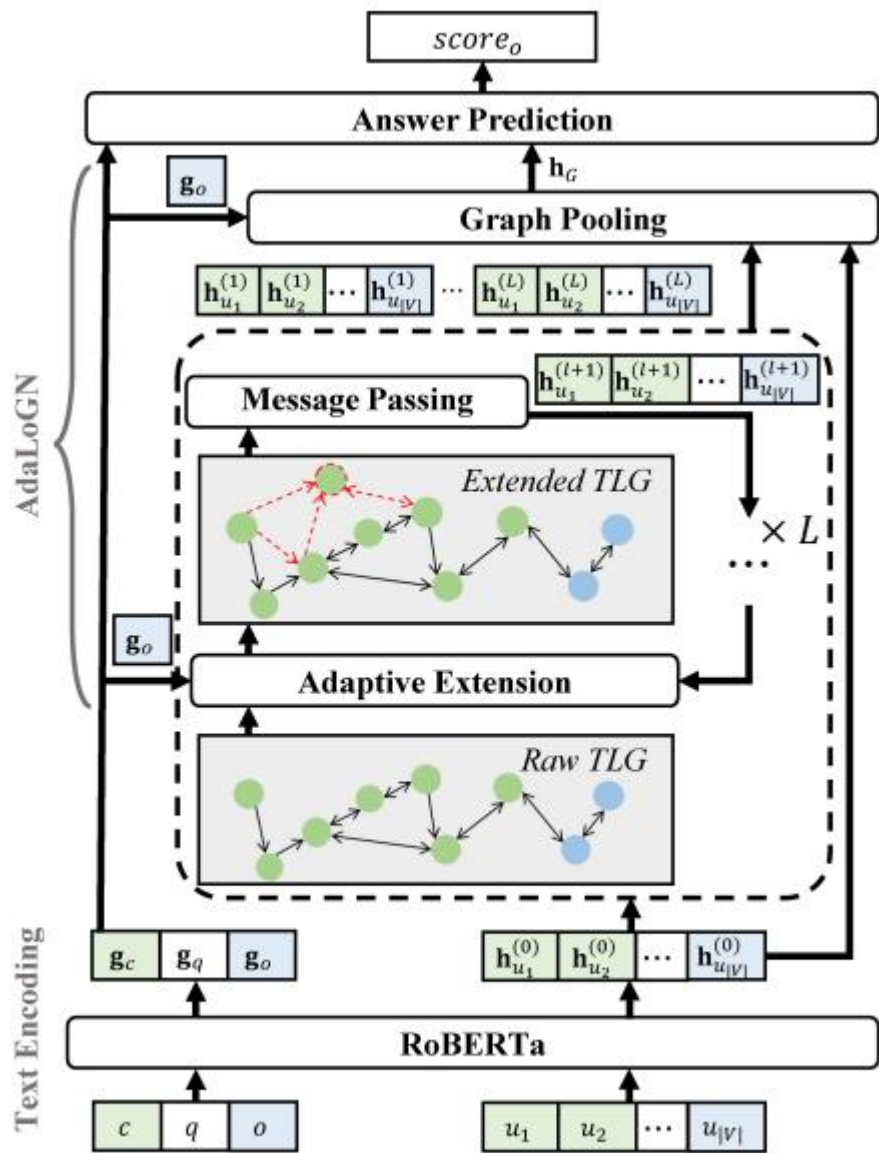 score_o
Answer Prediction
g_o
h_G
Graph Pooling
h_{u_1}^{(1)} h_{u_2}^{(1)} ⋯ h_{u_{|V|}}^{(1)} ⋯ h_{u_1}^{(L)} h_{u_2}^{(L)} ⋯ h_{u_{|V|}}^{(L)}
AdaLoGN
Message Passing
h_{u_1}^{(l+1)} h_{u_2}^{(l+1)} ⋯ h_{u_{|V|}}^{(l+1)}
Extended TLG
× L
⋯
g_o
Adaptive Extension
Raw TLG
Text Encoding
g_c g_q g_o
h_{u_1}^{(0)} h_{u_2}^{(0)} ⋯ h_{u_{|V|}}^{(0)}
RoBERTa
c q o
u_1 u_2 ⋯ u_{|V|}